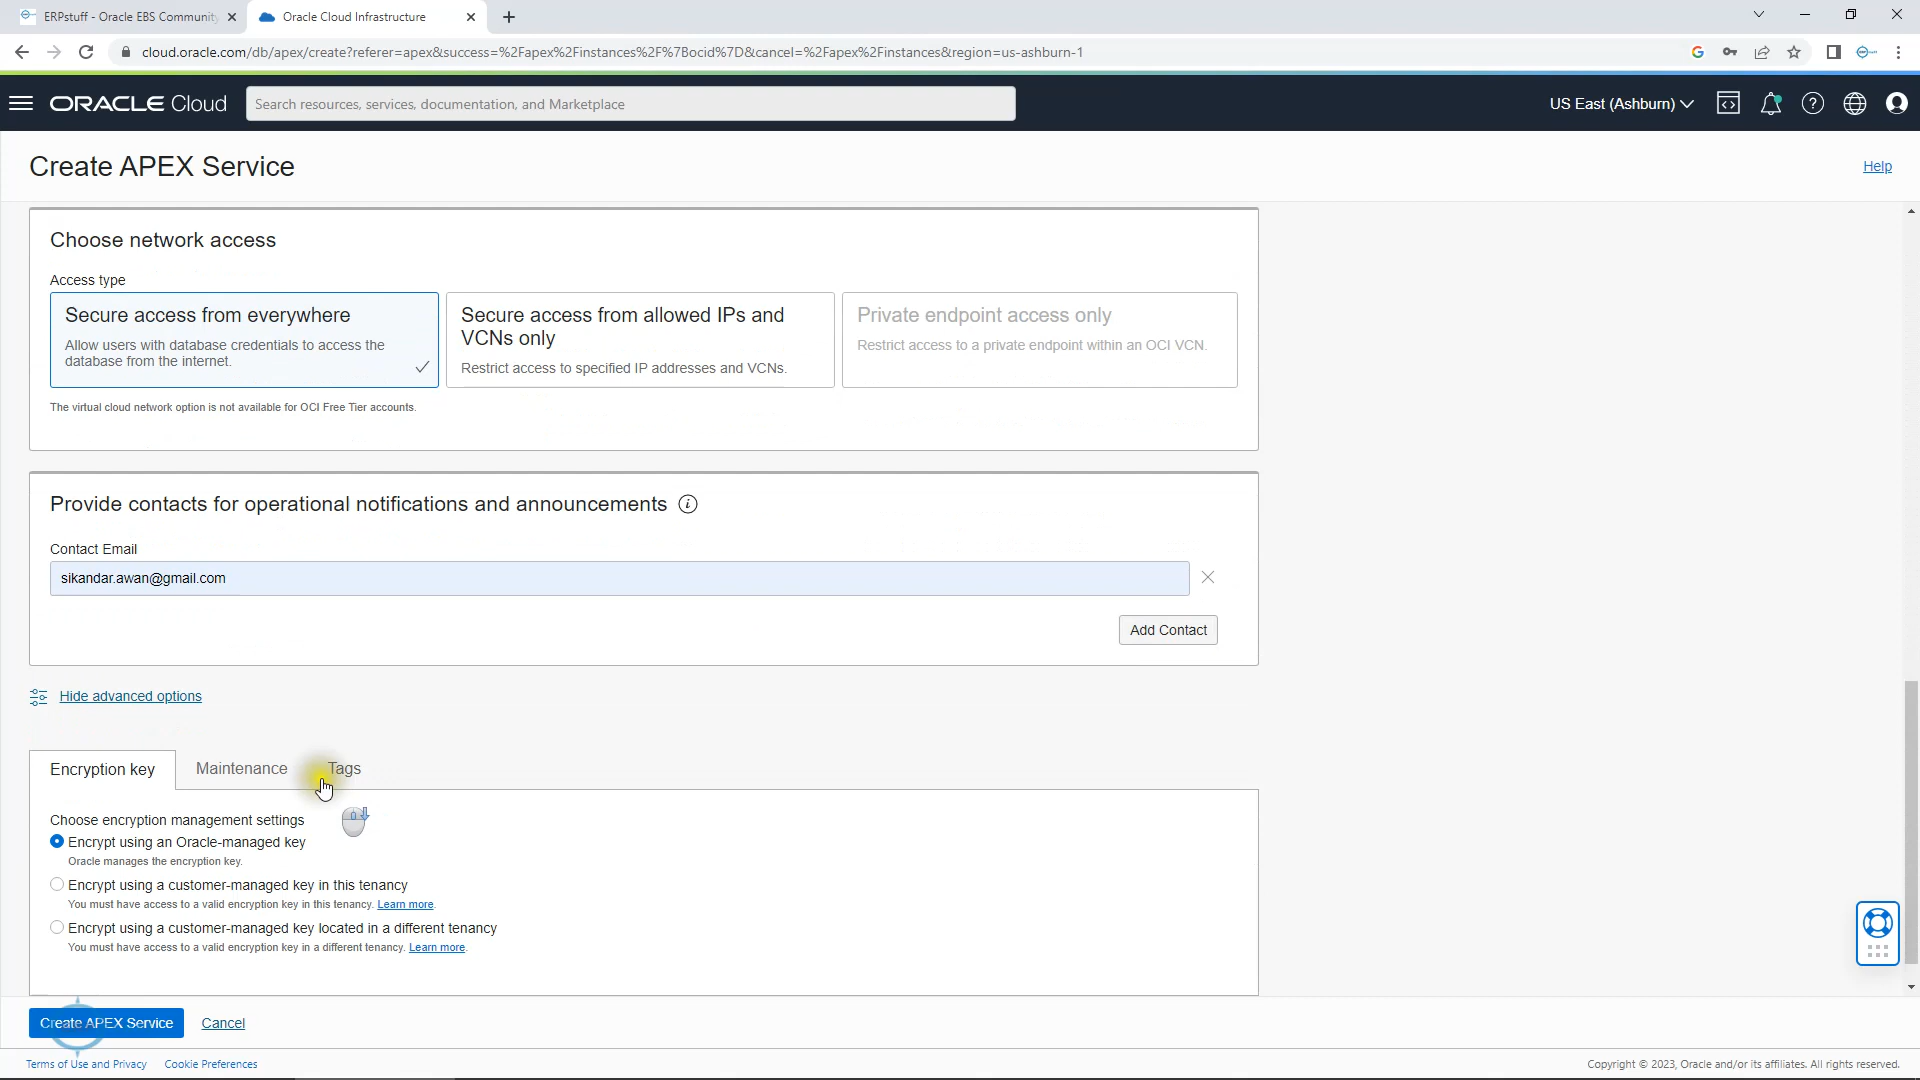 ERPstuff - Oracle EBS Community
Oracle Cloud Infrastructure
cloud.oracle.com/db/apex/create?referer=apex&success=%2Fapex%2Finstances%2F%7Bocid%7D&cancel=%2Fapex%2Finstances&region=us-ashburn-1
ORACLE Cloud
Search resources, services, documentation, and Marketplace
US East (Ashburn)
Create APEX Service
Help
Choose network access
Access type
Secure access from everywhere
Allow users with database credentials to access the
database from the internet.
Secure access from allowed IPs and
VCNs only
Restrict access to specified IP addresses and VCNs.
Private endpoint access only
Restrict access to a private endpoint within an OCI VCN.
The virtual cloud network option is not available for OCI Free Tier accounts.
Provide contacts for operational notifications and announcements
Contact Email
sikandar.awan@gmail.com
Add Contact
Hide advanced options
Encryption key
Maintenance
Tags
Choose encryption management settings
Encrypt using an Oracle-managed key
Oracle manages the encryption key.
Encrypt using a customer-managed key in this tenancy
You must have access to a valid encryption key in this tenancy. Learn more.
Encrypt using a customer-managed key located in a different tenancy
You must have access to a valid encryption key in a different tenancy. Learn more.
Create APEX Service
Cancel
Terms of Use and Privacy
Cookie Preferences
Copyright © 2023, Oracle and/or its affiliates. All rights reserved.